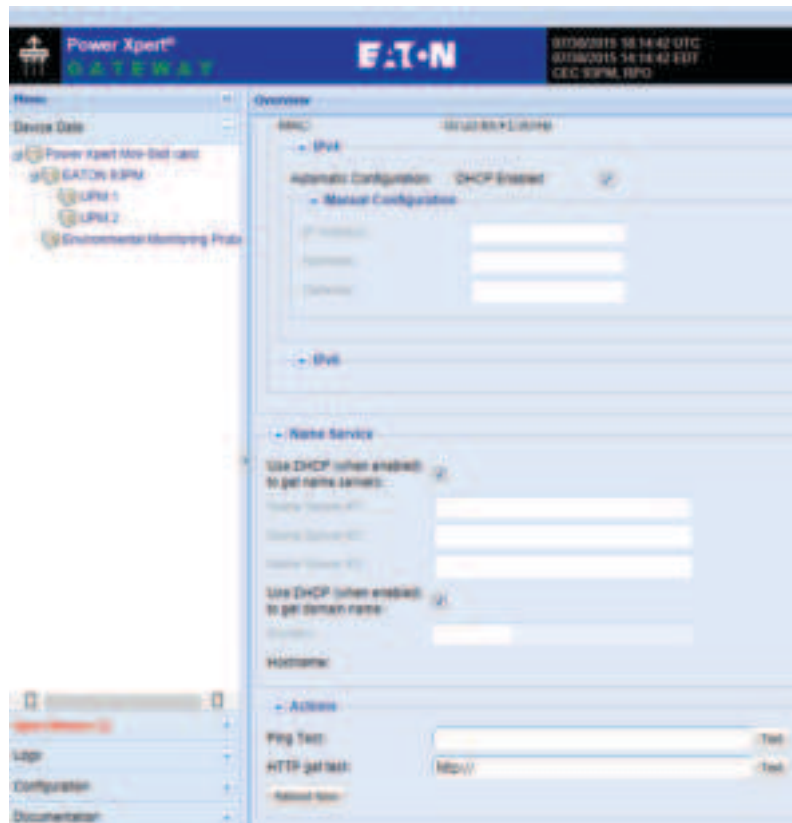 Power Xpert®
GATEWAY
EATON
07/30/2015 18:14:42 UTC
07/30/2015 14:14:42 EDT
CEC 93PM, RPO
Menu
Overview
Device Data
MAC:
Power Xpert Mini-Slot card
EATON 93PM
UPM 1
UPM 2
Environmental Monitoring Probe
IPv4
Automatic Configuration DHCP Enabled
Manual Configuration
IP Address:
Netmask:
Gateway:
IPv6
Name Service
Use DHCP (when enabled)
to get name servers:
Name Server #1:
Name Server #2:
Name Server #3:
Use DHCP (when enabled)
to get domain name:
Domain:
Hostname:
Actions
Ping Test:
Test
HTTP get test:
http://
Test
Reboot Now
Logs
Configuration
Documentation